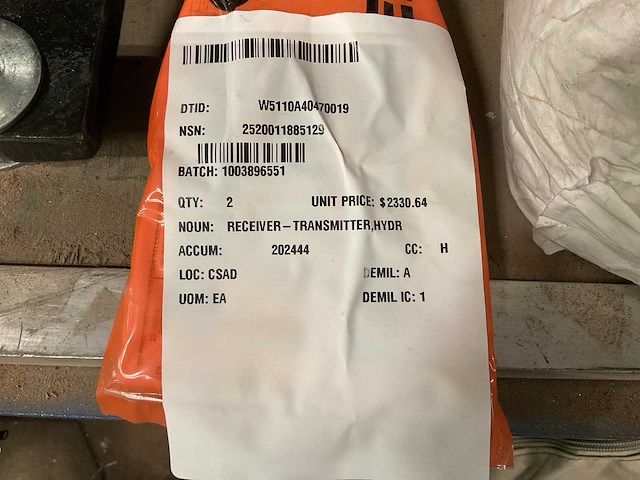 DTID: W5110A40470019
NSN: 2520011885129
BATCH: 1003896551
QTY: 2 UNIT PRICE: $2330.64
NOUN: RECEIVER-TRANSMITTER,HYDR
ACCUM: 202444 CC: H
LOC: CSAD DEMIL: A
UOM: EA DEMIL IC: 1